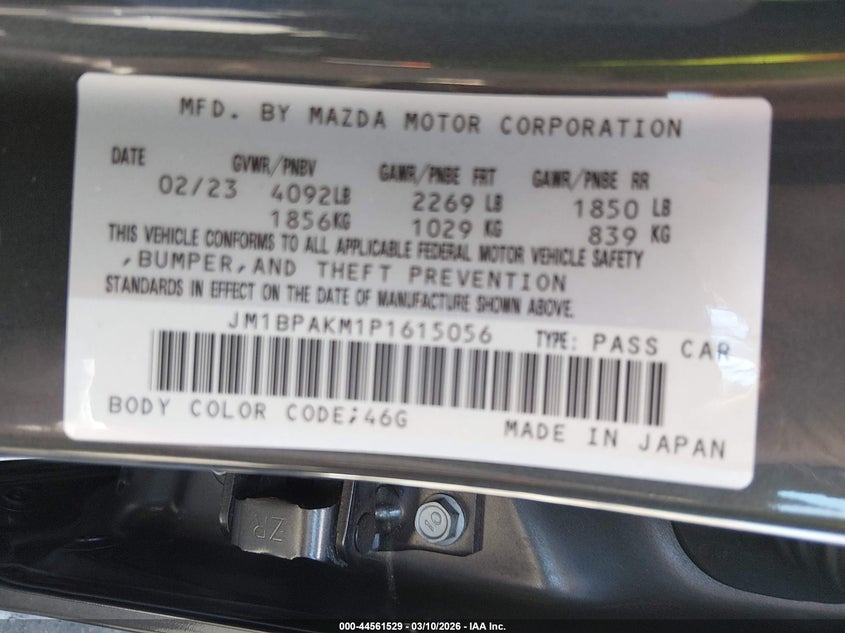 MFD. BY MAZDA MOTOR CORPORATION
DATE GVWR/PNBV GAWR/PNBE FRT GAWR/PNBE RR
02/23 4092LB 2269 LB 1850 LB
1856KG 1029 KG 839 KG
THIS VEHICLE CONFORMS TO ALL APPLICABLE FEDERAL MOTOR VEHICLE SAFETY
,BUMPER,AND THEFT PREVENTION
STANDARDS IN EFFECT ON THE DATE OF MANUFACTURE SHOWN ABOVE.
JM1BPAKM1P1615056 TYPE: PASS CAR
BODY COLOR CODE;46G
MADE IN JAPAN
ZR
000-44561529 - 03/10/2026 - IAA Inc.